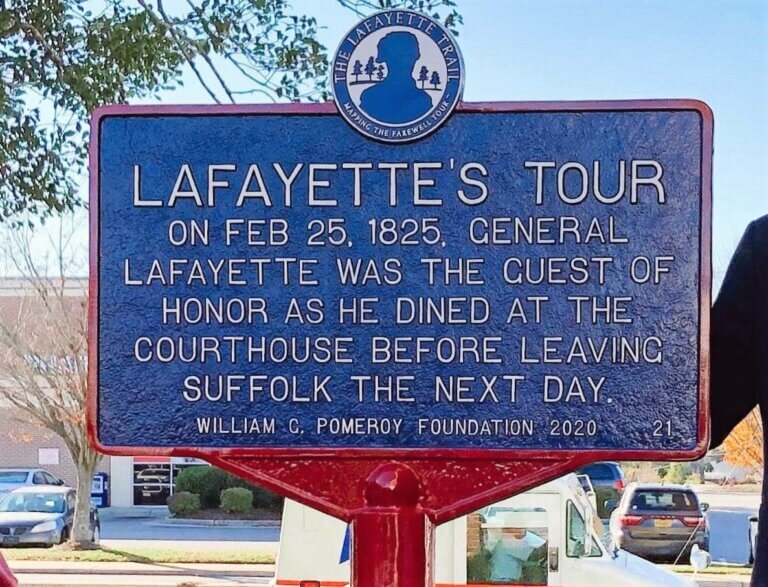 THE LAFAYETTE TRAIL
MAPPING THE FAREWELL TOUR
LAFAYETTE'S TOUR
ON FEB 25, 1825, GENERAL
LAFAYETTE WAS THE GUEST OF
HONOR AS HE DINED AT THE
COURTHOUSE BEFORE LEAVING
SUFFOLK THE NEXT DAY.
WILLIAM G. POMEROY FOUNDATION 2020 21